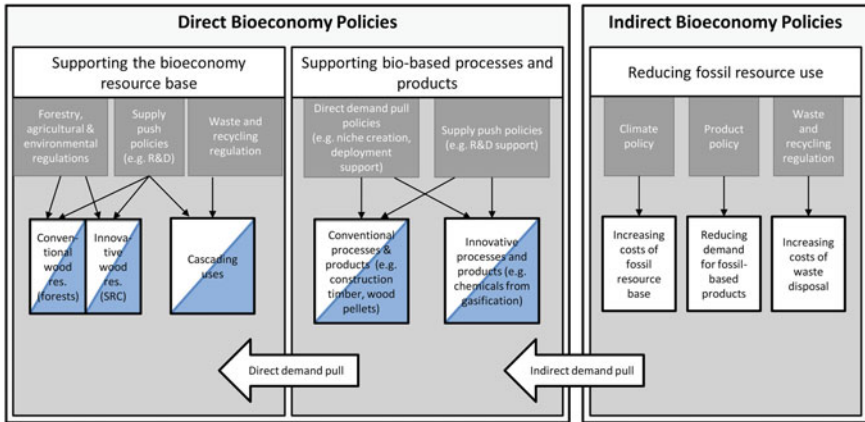 Direct Bioeconomy Policies
Indirect Bioeconomy Policies
Supporting the bioeconomy
resource base
Supporting bio-based processes and
products
Reducing fossil resource use
Forestry,
agricultural &
environmental
regulations
Supply
push
policies
(e.g. R&D)
Waste and
recycling
regulation
Direct demand pull
policies
(e.g. niche creation,
deployment
support)
Supply push policies
(e.g. R&D support)
Climate
policy
Product
policy
Waste
and
recycling
regulation
Conven-
tional
wood
res.
(forests)
Innova-
tive
wood
res.
(SRC)
Cascading
uses
Conventional
processes &
products (e.g.
construction
timber, wood
pellets)
Innovative
processes and
products (e.g.
chemicals from
gasification)
Increasing
costs of
fossil
resource
base
Reducing
demand
for fossil-
based
products
Increasing
costs of
waste
disposal
Direct demand pull
Indirect demand pull